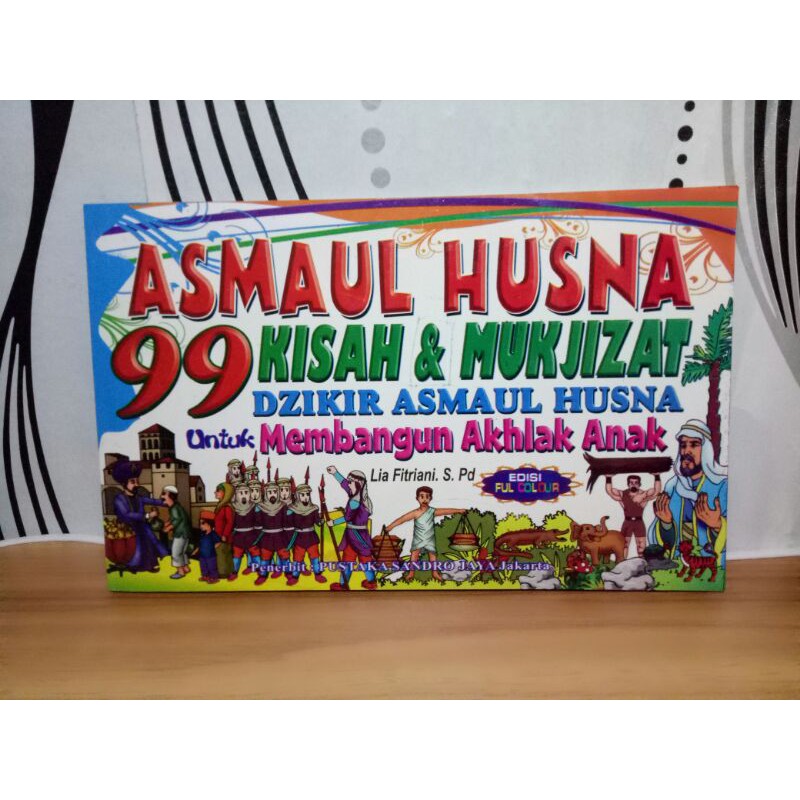 ASMAUL HUSNA
99 KISAH & MUKJIZAT
DZIKIR ASMAUL HUSNA
Untuk Membangun Akhlak Anak
Lia Fitriani. S. Pd
EDISI
FUL COLOUR
Penerbit : PUSTAKA SANDRO JAYA Jakarta